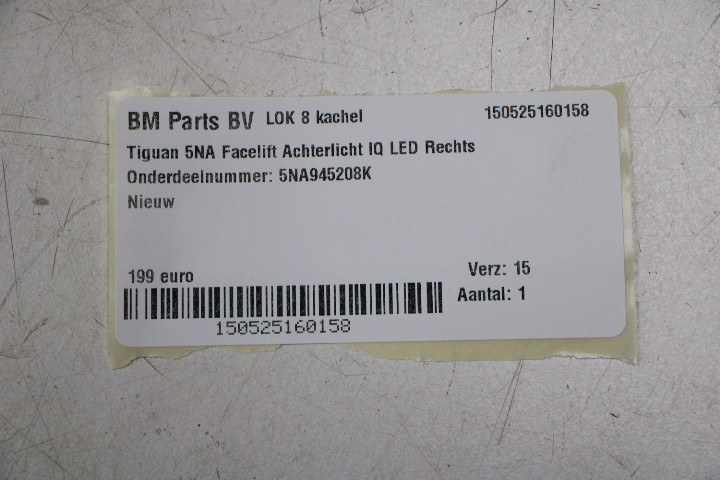 BM Parts BV LOK 8 kachel 150525160158
Tiguan 5NA Facelift Achterlicht IQ LED Rechts
Onderdeelnummer: 5NA945208K
Nieuw
199 euro Verz: 15
Aantal: 1
150525160158